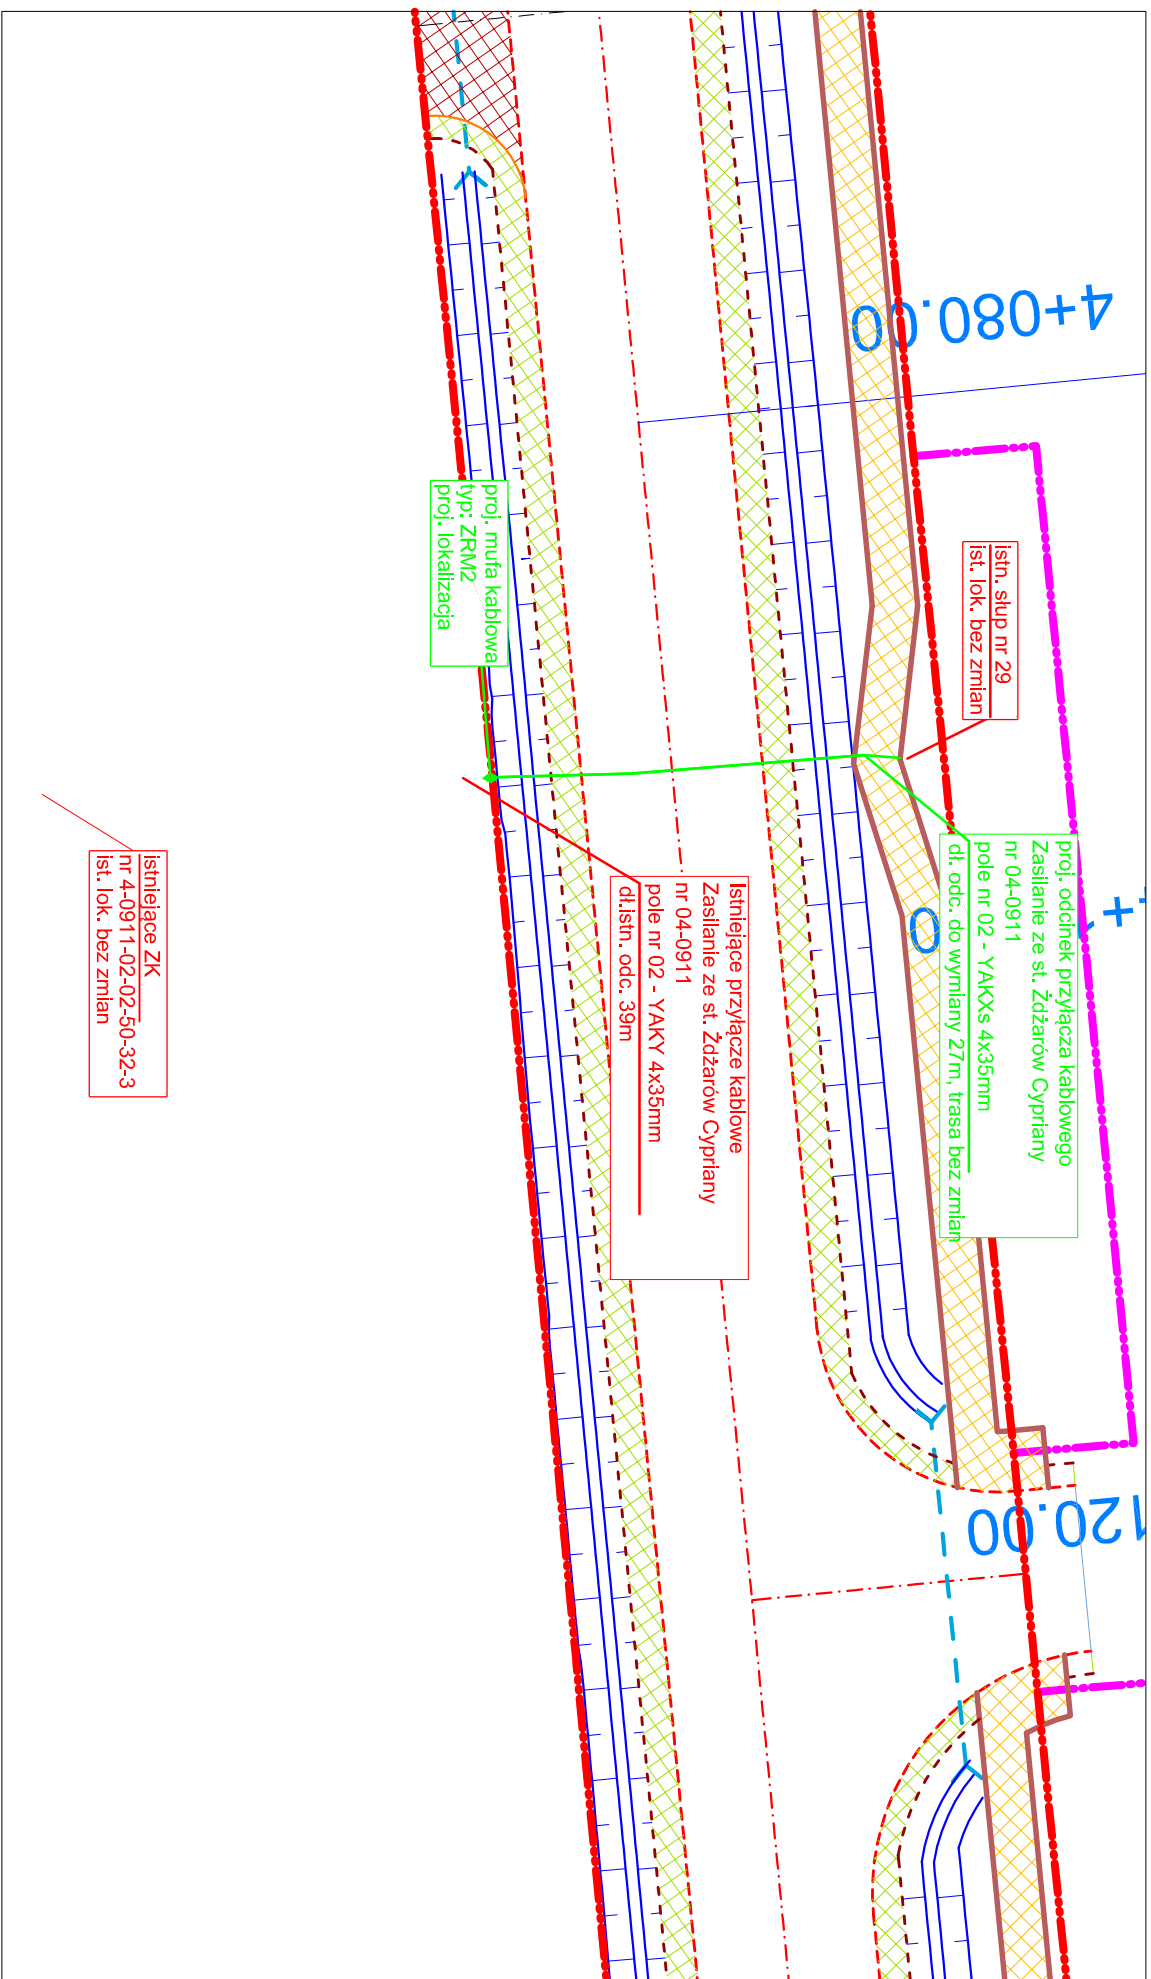 4+080.00
istn. słup nr 29
ist. lok. bez zmian
proj. mufa kablowa
typ: ZRM2
proj. lokalizacja
proj. odcinek przyłącza kablowego
Zasilanie ze st. Żdżarów Cypriany
nr 04-0911
pole nr 02 - YAKXs 4x35mm
dł. odc. do wymiany 27m, trasa bez zmian
Istniejące przyłącze kablowe
Zasilanie ze st. Żdżarów Cypriany
nr 04-0911
pole nr 02 - YAKY 4x35mm
dł.istn. odc. 39m
istniejące ZK
nr 4-0911-02-02-50-32-3
ist. lok. bez zmian
120.00